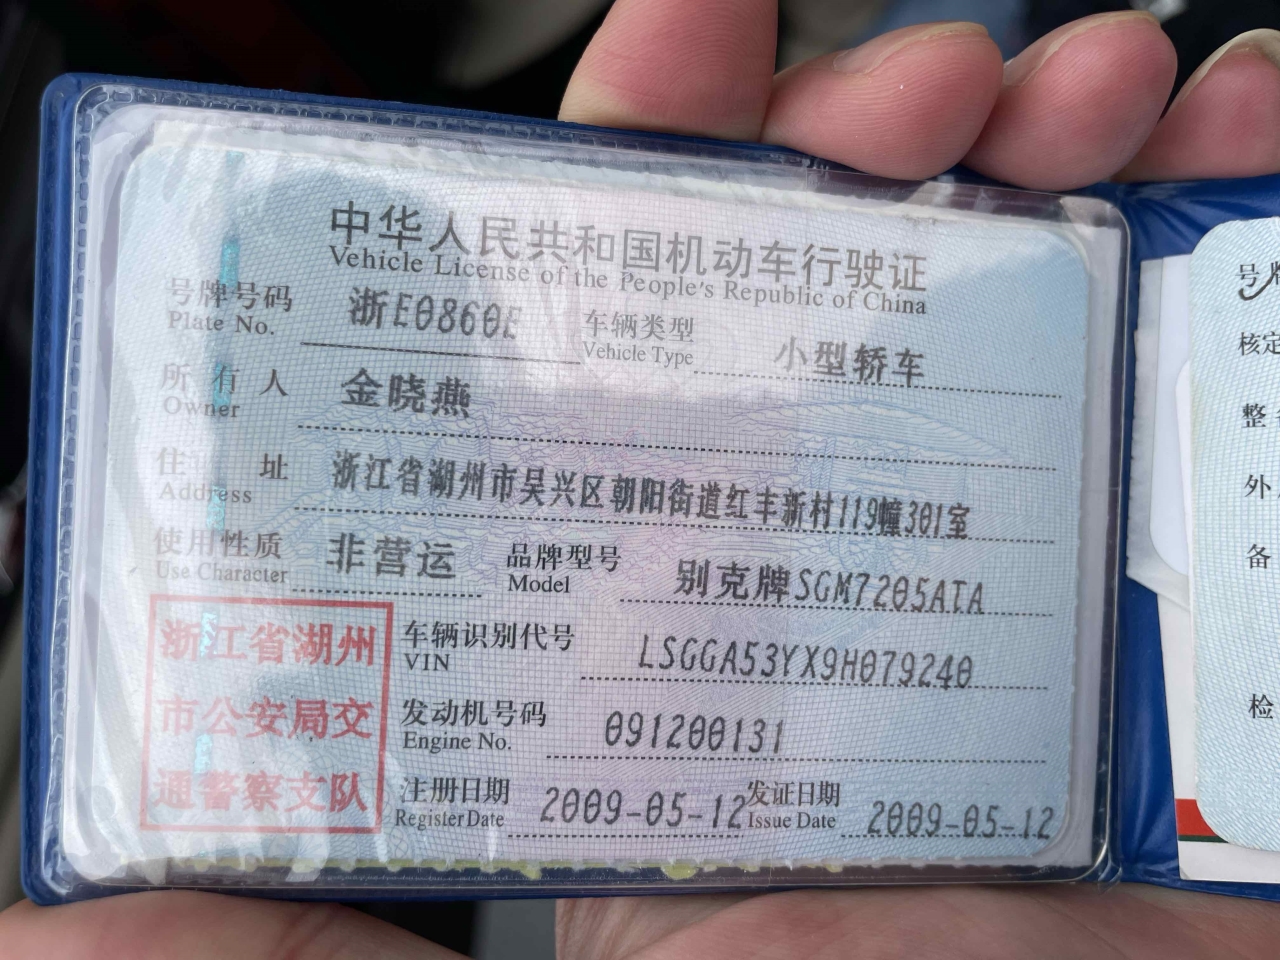 中华人民共和国机动车行驶证
Vehicle License of the People's Republic of China
号牌号码 浙E0860E 车辆类型 小型轿车
Plate No. Vehicle Type
所有人 金晓燕
Owner
住 址 浙江省湖州市吴兴区朝阳街道红丰新村119幢301室
Address
使用性质 非营运 品牌型号 别克牌SGM7205ATA
Use Character Model
浙江省湖州
市公安局交
通警察支队
车辆识别代号 LSGGA53YX9H079240
VIN
发动机号码 091200131
Engine No.
注册日期 2009-05-12 发证日期 2009-05-12
Register Date Issue Date
号牌
核定
整
外
备
检